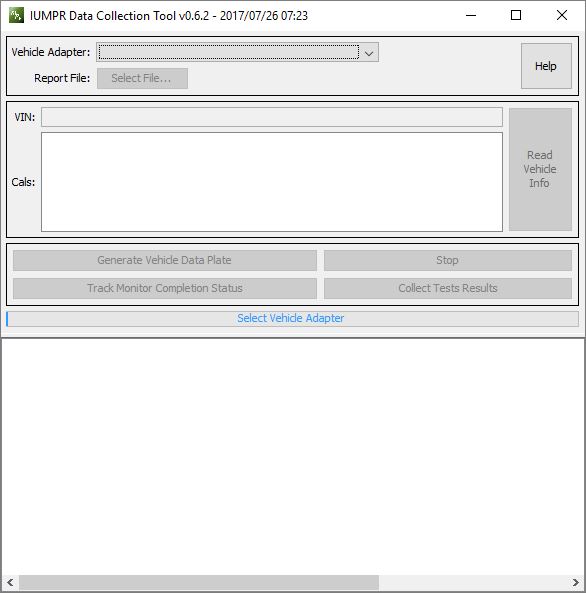 IUMPR Data Collection Tool v0.6.2 - 2017/07/26 07:23
Vehicle Adapter:
Report File: Select File...
Help
VIN:
Cals:
Read
Vehicle
Info
Generate Vehicle Data Plate Stop
Track Monitor Completion Status Collect Tests Results
Select Vehicle Adapter